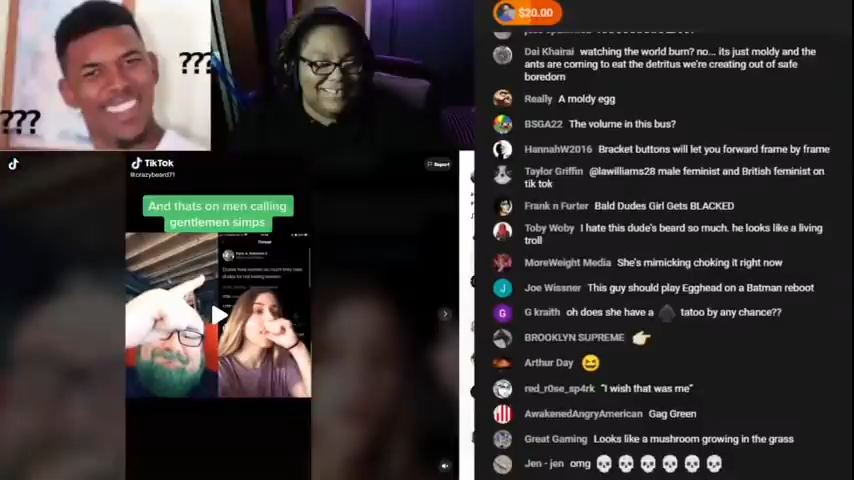 ???
???
TikTok
@crazybeard71
Report
And thats on men calling
gentlemen simps
Thread
$20.00
Dai Khairai watching the world burn? no... its just moldy and the
ants are coming to eat the detritus we're creating out of safe
boredom
Really A moldy egg
BSGA22 The volume in this bus?
HannahW2016 Bracket buttons will let you forward frame by frame
Taylor Griffin @lawilliams28 male feminist and British feminist on
tik tok
Frank n Furter Bald Dudes Girl Gets BLACKED
Toby Woby I hate this dude's beard so much. he looks like a living
troll
MoreWeight Media She's mimicking choking it right now
J Joe Wissner This guy should play Egghead on a Batman reboot
G G kraith oh does she have a tatoo by any chance??
BROOKLYN SUPREME
Arthur Day
red_r0se_sp4rk "I wish that was me"
AwakenedAngryAmerican Gag Green
Great Gaming Looks like a mushroom growing in the grass
Jen - jen omg